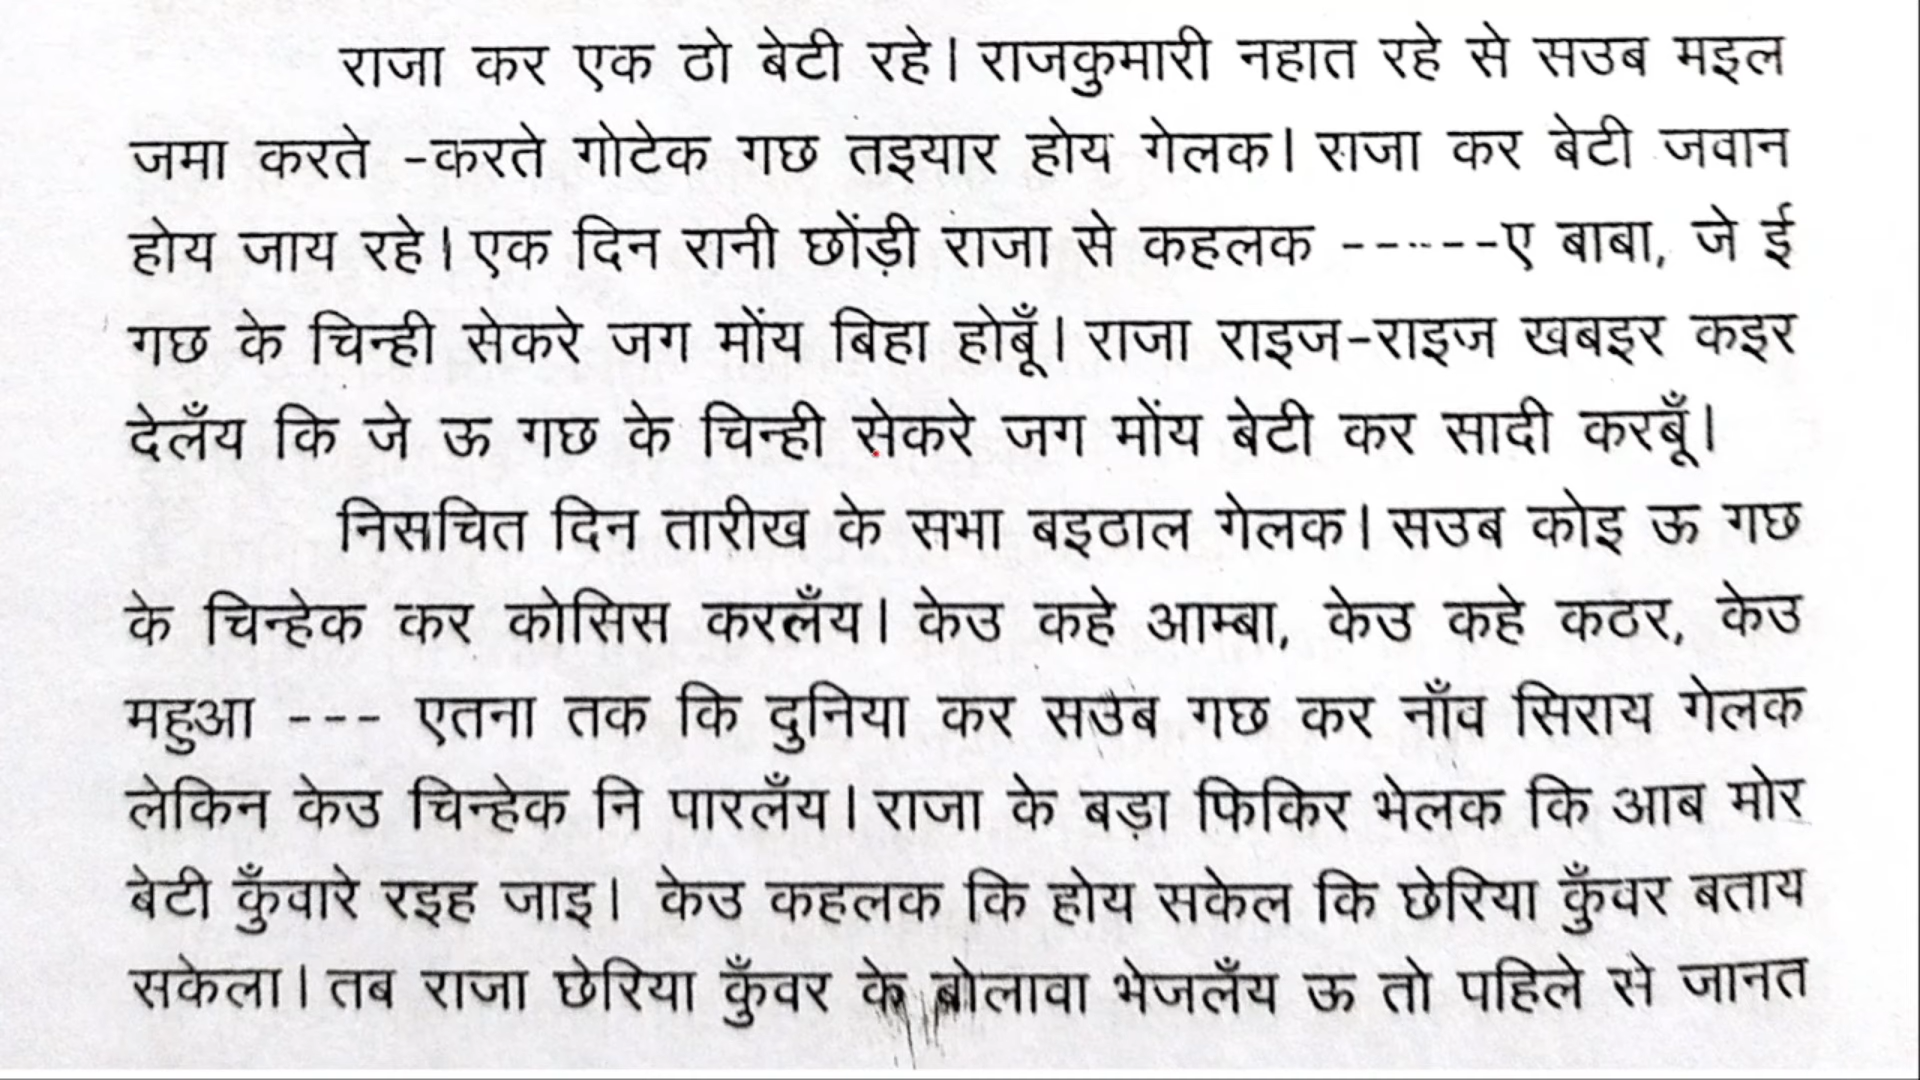 राजा कर एक ठो बेटी रहे। राजकुमारी नहात रहे से सउब मइल
जमा करते -करते गोटेक गछ तइयार होय गेलक। राजा कर बेटी जवान
होय जाय रहे। एक दिन रानी छोंड़ी राजा से कहलक ------ए बाबा, जे ई
गछ के चिन्ही सेकरे जग मोंय बिहा होबूँ। राजा राइज-राइज खबइर कइर
देलँय कि जे ऊ गछ के चिन्ही सेकरे जग मोंय बेटी कर सादी करबूँ।
निसचित दिन तारीख के सभा बइठाल गेलक। सउब कोइ ऊ गछ
के चिन्हेक कर कोसिस करलँय। केउ कहे आम्बा, केउ कहे कठर, केउ
महुआ --- एतना तक कि दुनिया कर सउब गछ कर नाँव सिराय गेलक
लेकिन केउ चिन्हेक नि पारलँय। राजा के बड़ा फिकिर भेलक कि आब मोर
बेटी कुँवारे रइह जाइ। केउ कहलक कि होय सकेल कि छेरिया कुँवर बताय
सकेला। तब राजा छेरिया कुँवर के बोलावा भेजलँय ऊ तो पहिले से जानत